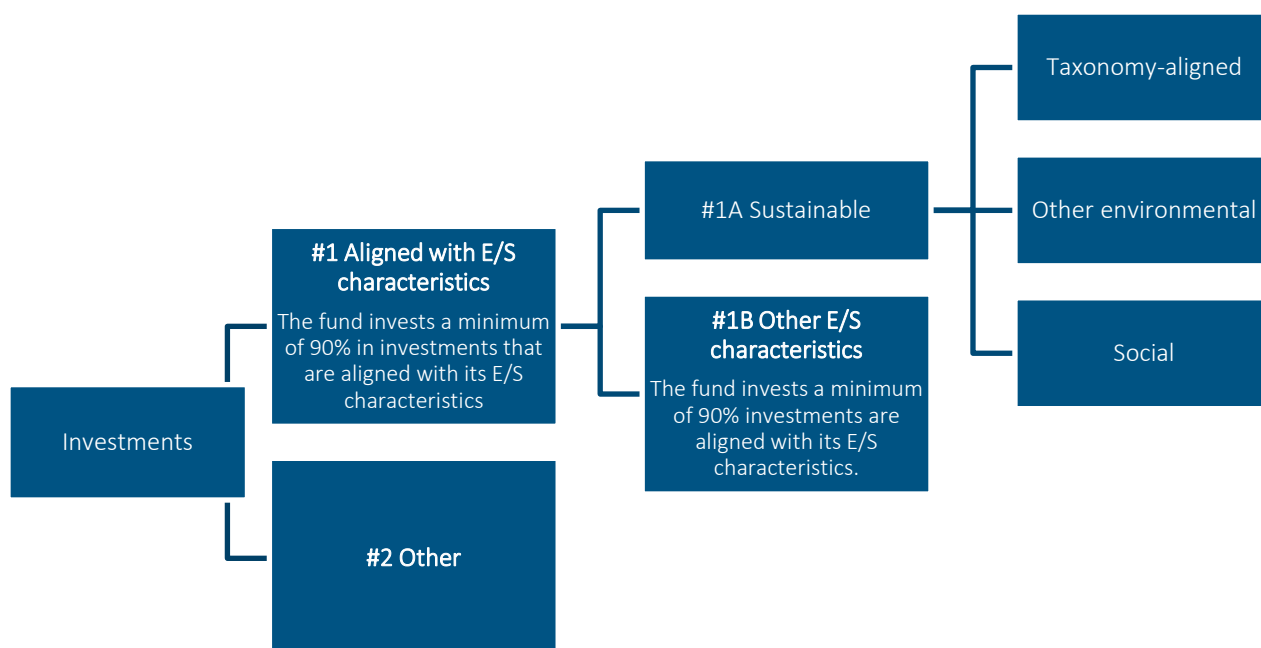 Investments
#1 Aligned with E/S
characteristics
The fund invests a minimum
of 90% in investments that
are aligned with its E/S
characteristics
#2 Other
#1A Sustainable
#1B Other E/S
characteristics
The fund invests a minimum
of 90% investments are
aligned with its E/S
characteristics.
Taxonomy-aligned
Other environmental
Social